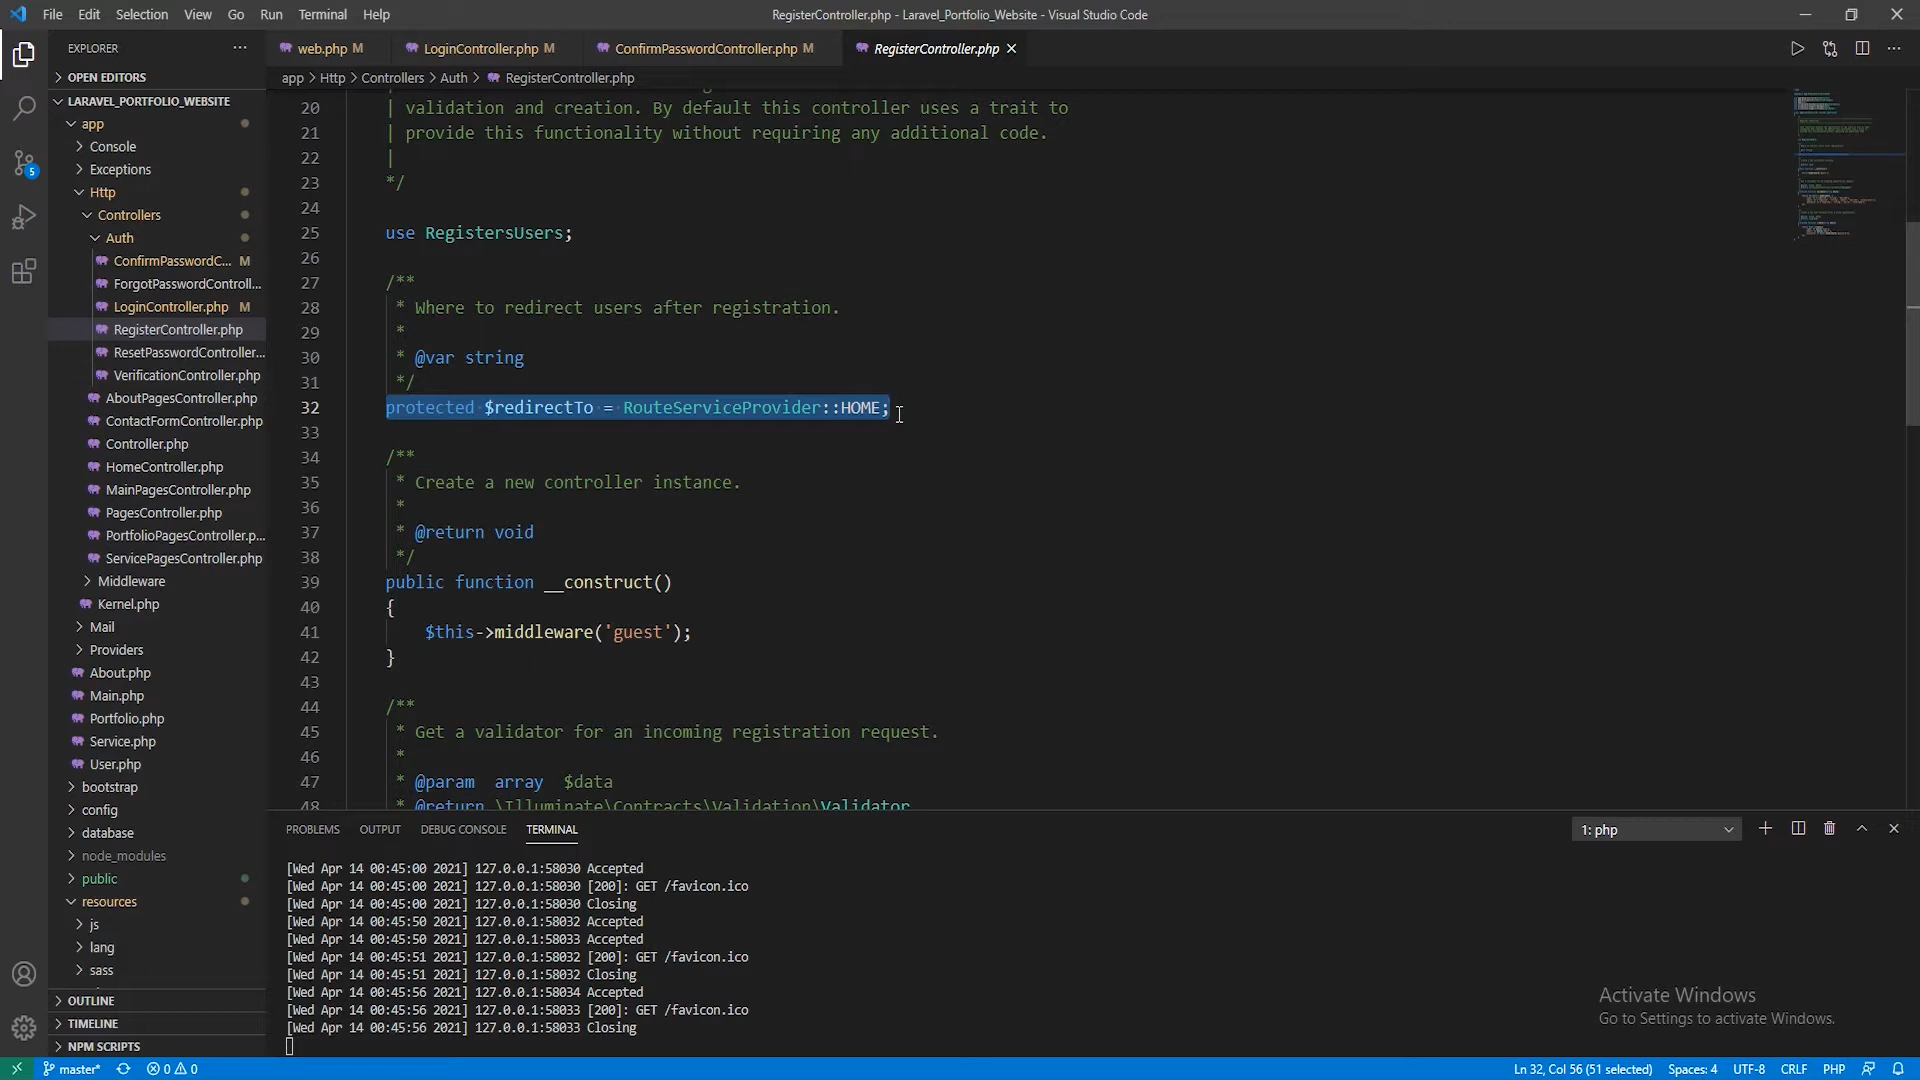 File Edit Selection View Go Run Terminal Help
RegisterController.php - Laravel_Portfolio_Website - Visual Studio Code
EXPLORER
OPEN EDITORS
LARAVEL_PORTFOLIO_WEBSITE
app
Console
Exceptions
Http
Controllers
Auth
ConfirmPasswordC... M
ForgotPasswordControll...
LoginController.php M
RegisterController.php
ResetPasswordController...
VerificationController.php
AboutPagesController.php
ContactFormController.php
Controller.php
HomeController.php
MainPagesController.php
PagesController.php
PortfolioPagesController.p...
ServicePagesController.php
Middleware
Kernel.php
Mail
Providers
About.php
Main.php
Portfolio.php
Service.php
User.php
bootstrap
config
database
node_modules
public
resources
js
lang
sass
OUTLINE
TIMELINE
NPM SCRIPTS
5
web.php M
LoginController.php M
ConfirmPasswordController.php M
RegisterController.php
app > Http > Controllers > Auth > RegisterController.php
20 | validation and creation. By default this controller uses a trait to
21 | provide this functionality without requiring any additional code.
22 |
23 */
24
25 use RegistersUsers;
26
27 /**
28 * Where to redirect users after registration.
29 *
30 * @var string
31 */
32 protected $redirectTo = RouteServiceProvider::HOME;
33
34 /**
35 * Create a new controller instance.
36 *
37 * @return void
38 */
39 public function __construct()
40 {
41 $this->middleware('guest');
42 }
43
44 /**
45 * Get a validator for an incoming registration request.
46 *
47 * @param  array  $data
48 * @return \Illuminate\Contracts\Validation\Validator
PROBLEMS OUTPUT DEBUG CONSOLE TERMINAL
1: php
[Wed Apr 14 00:45:00 2021] 127.0.0.1:58030 Accepted
[Wed Apr 14 00:45:00 2021] 127.0.0.1:58030 [200]: GET /favicon.ico
[Wed Apr 14 00:45:00 2021] 127.0.0.1:58030 Closing
[Wed Apr 14 00:45:50 2021] 127.0.0.1:58032 Accepted
[Wed Apr 14 00:45:50 2021] 127.0.0.1:58033 Accepted
[Wed Apr 14 00:45:51 2021] 127.0.0.1:58032 [200]: GET /favicon.ico
[Wed Apr 14 00:45:51 2021] 127.0.0.1:58032 Closing
[Wed Apr 14 00:45:56 2021] 127.0.0.1:58034 Accepted
[Wed Apr 14 00:45:56 2021] 127.0.0.1:58033 [200]: GET /favicon.ico
[Wed Apr 14 00:45:56 2021] 127.0.0.1:58033 Closing
Activate Windows
Go to Settings to activate Windows.
master* 0 0
Ln 32, Col 56 (51 selected) Spaces: 4 UTF-8 CRLF PHP